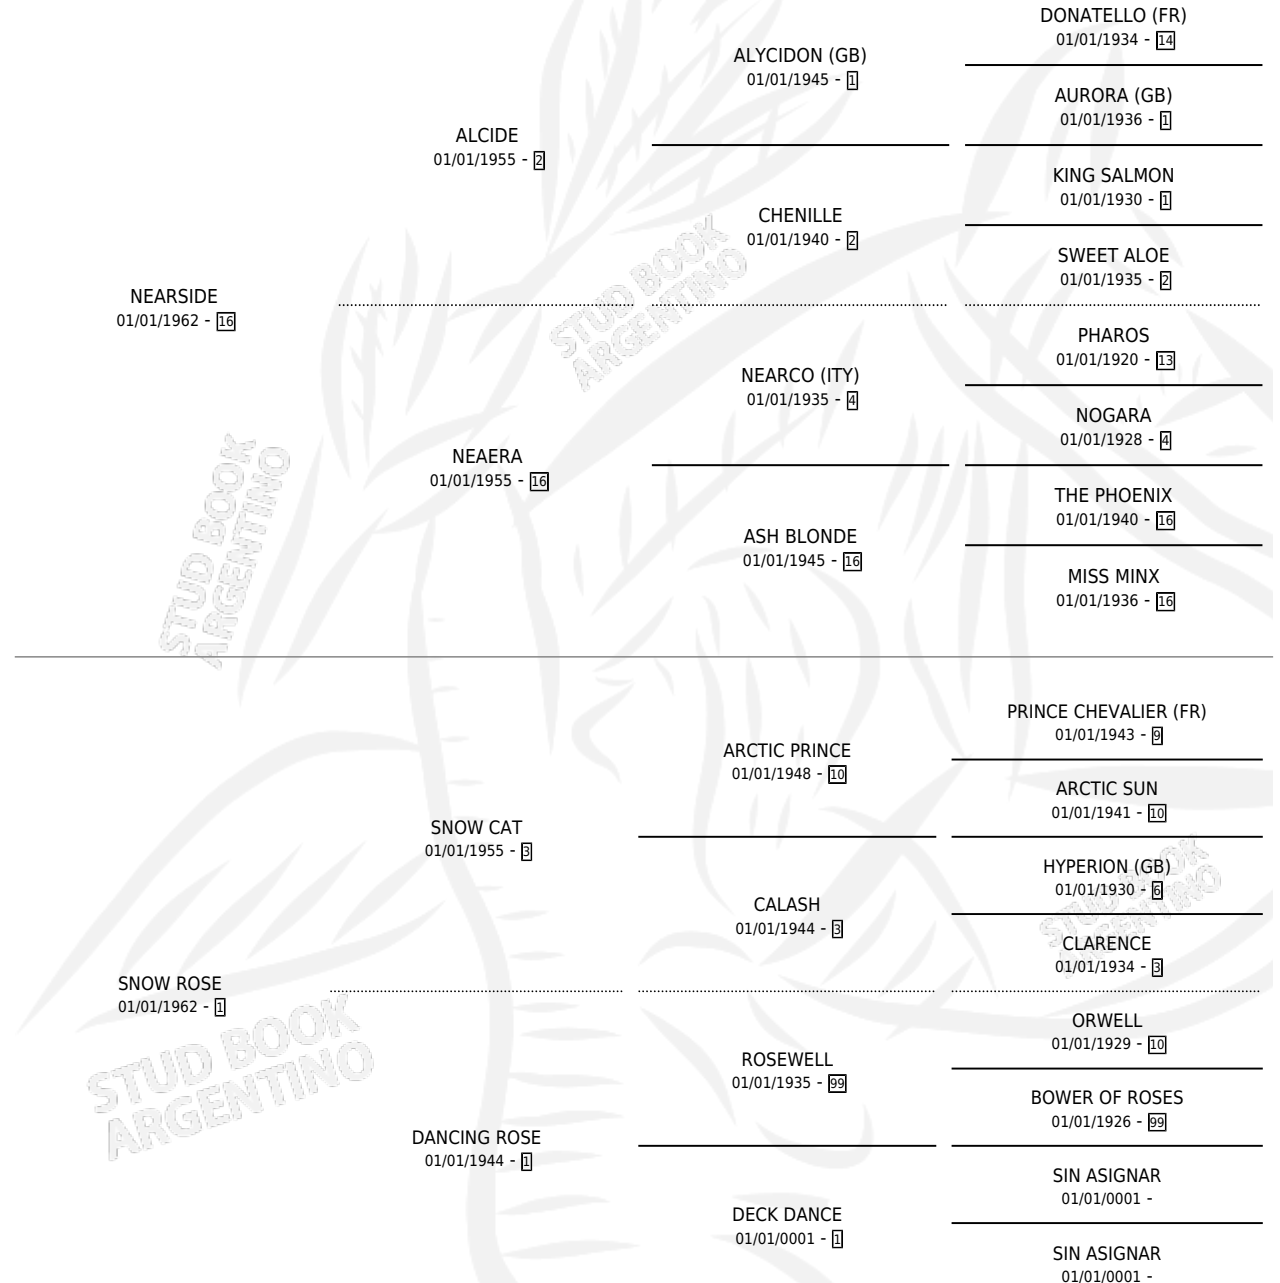 DONATELLO (FR)
01/01/1934 - 14
ALYCIDON (GB)
01/01/1945 - 1
AURORA (GB)
01/01/1936 - 1
ALCIDE
01/01/1955 - 2
KING SALMON
01/01/1930 - 1
CHENILLE
01/01/1940 - 2
SWEET ALOE
01/01/1935 - 2
NEARSIDE
01/01/1962 - 16
PHAROS
01/01/1920 - 13
NEARCO (ITY)
01/01/1935 - 4
NOGARA
01/01/1928 - 4
NEAERA
01/01/1955 - 16
THE PHOENIX
01/01/1940 - 16
ASH BLONDE
01/01/1945 - 16
MISS MINX
01/01/1936 - 16
PRINCE CHEVALIER (FR)
01/01/1943 - 9
ARCTIC PRINCE
01/01/1948 - 10
ARCTIC SUN
01/01/1941 - 10
SNOW CAT
01/01/1955 - 3
HYPERION (GB)
01/01/1930 - 6
CALASH
01/01/1944 - 3
CLARENCE
01/01/1934 - 3
SNOW ROSE
01/01/1962 - 1
ORWELL
01/01/1929 - 10
ROSEWELL
01/01/1935 - 99
BOWER OF ROSES
01/01/1926 - 99
DANCING ROSE
01/01/1944 - 1
SIN ASIGNAR
01/01/0001 -
DECK DANCE
01/01/0001 - 1
SIN ASIGNAR
01/01/0001 -
STUD BOOK
ARGENTINO
STUD BOOK
ARGENTINO
STUD BOOK
ARGENTINO
STUD BOOK
ARGENTINO